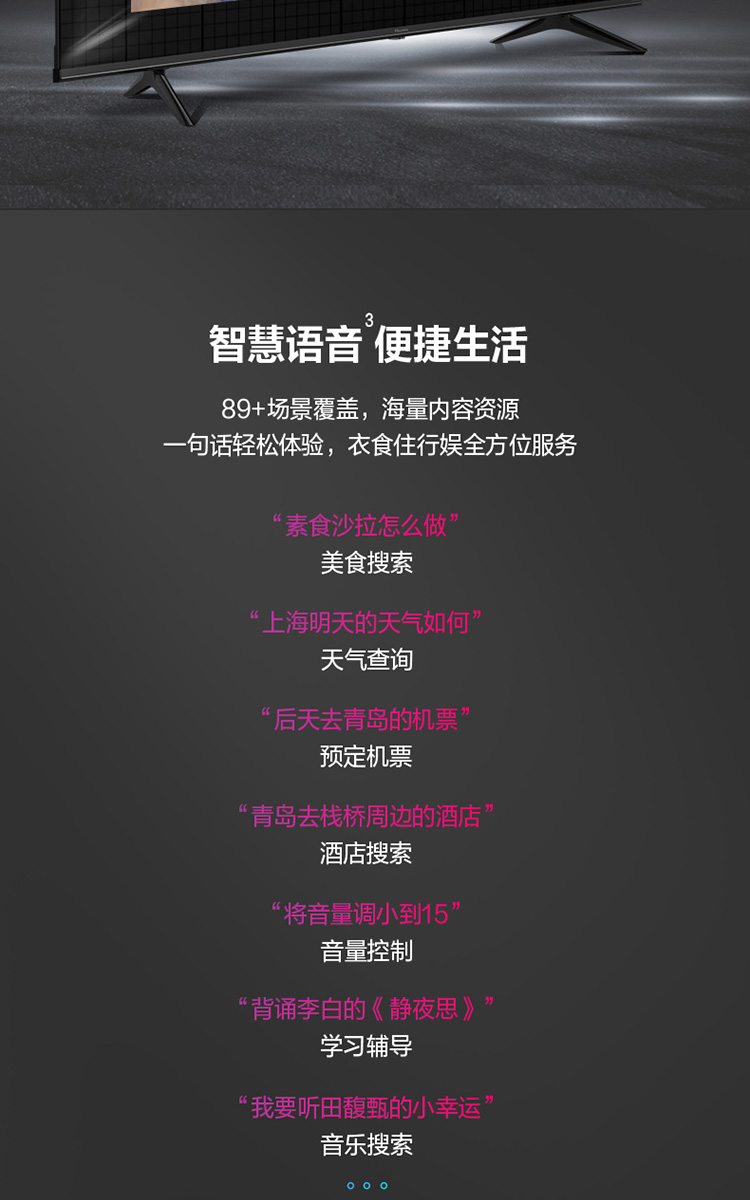 智慧语音³便捷生活
89+场景覆盖，海量内容资源
一句话轻松体验，衣食住行娱全方位服务
“素食沙拉怎么做”
美食搜索
“上海明天的天气如何”
天气查询
“后天去青岛的机票”
预定机票
“青岛去栈桥周边的酒店”
酒店搜索
“将音量调小到15”
音量控制
“背诵李白的《静夜思》”
学习辅导
“我要听田馥甄的小幸运”
音乐搜索